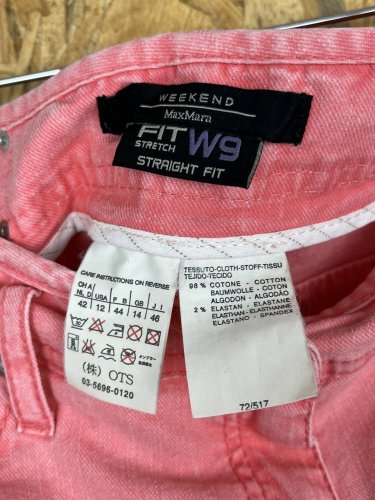 WEEKEND
MaxMara
FIT W9
STRETCH
STRAIGHT FIT
CARE INSTRUCTIONS ON REVERSE
CH A
NL D USA F B GB I J
42 12 44 14 46
(株) OTS
03-5696-0120
TESSUTO-CLOTH-STOFF-TISSU
TEJIDO-TECIDO
98 % COTONE - COTTON
BAUMWOLLE - COTON
ALGODON - ALGODÃO
2 % ELASTAN - ELASTANE
ELASTHAN - ELASTHANNE
ELASTANO - SPANDEX
72/517